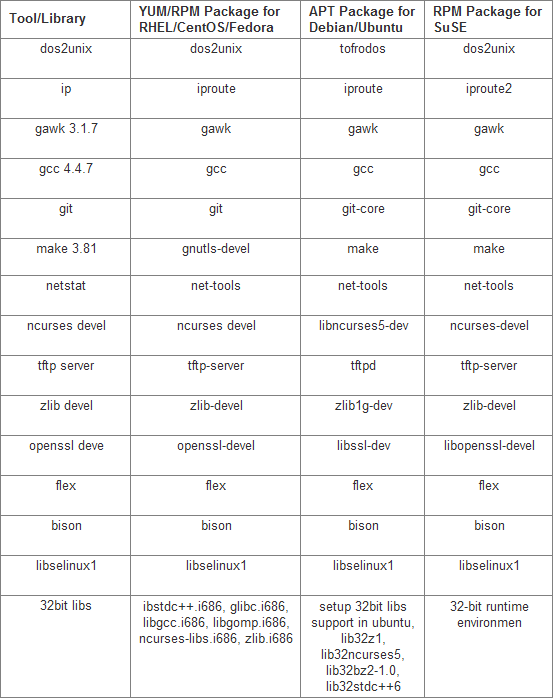 Tool/Library YUM/RPM Package for RHEL/CentOS/Fedora APT Package for Debian/Ubuntu RPM Package for SuSE
dos2unix dos2unix tofrodos dos2unix
ip iproute iproute iproute2
gawk 3.1.7 gawk gawk gawk
gcc 4.4.7 gcc gcc gcc
git git git-core git-core
make 3.81 gnutls-devel make make
netstat net-tools net-tools net-tools
ncurses devel ncurses devel libncurses5-dev ncurses-devel
tftp server tftp-server tftpd tftp-server
zlib devel zlib-devel zlib1g-dev zlib-devel
openssl deve openssl-devel libssl-dev libopenssl-devel
flex flex flex flex
bison bison bison bison
libselinux1 libselinux1 libselinux1 libselinux1
32bit libs ibstdc++.i686, glibc.i686, libgcc.i686, libgomp.i686, ncurses-libs.i686, zlib.i686 setup 32bit libs support in ubuntu, lib32z1, lib32ncurses5, lib32bz2-1.0, lib32stdc++6 32-bit runtime environmen